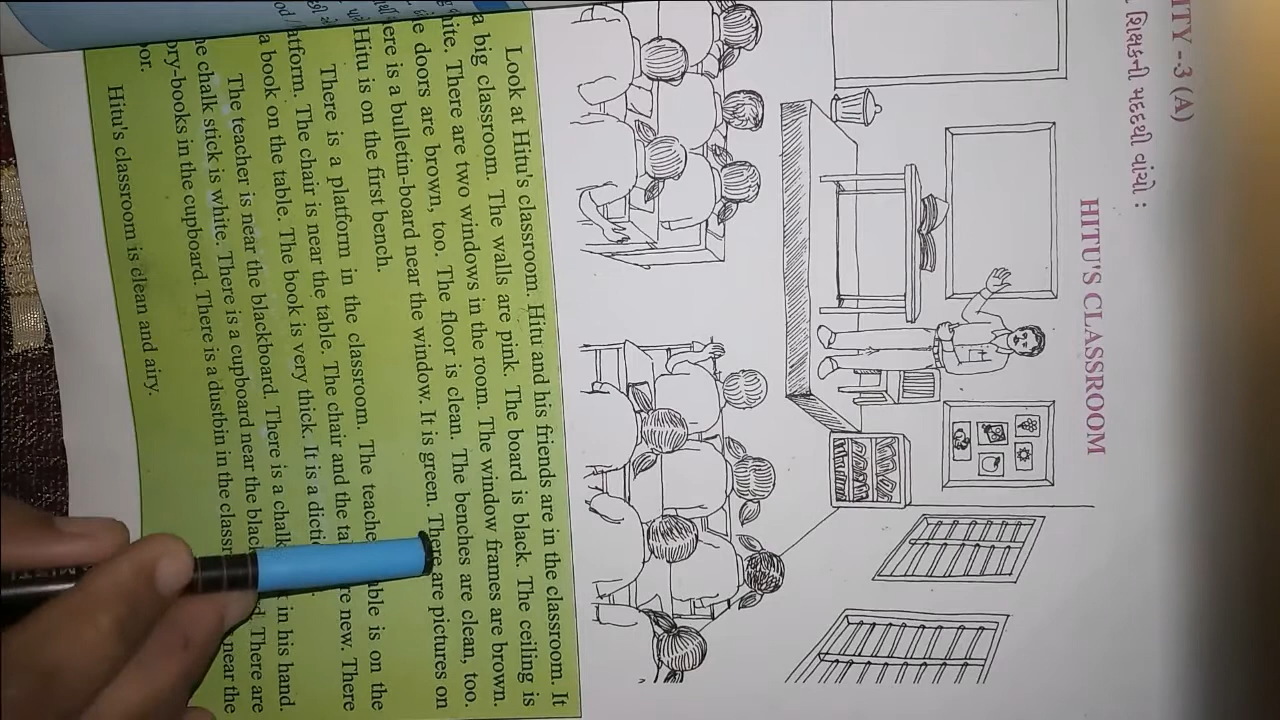 ITY - 3 (A)
શિક્ષકની મદદથી વાંચો :
HITU'S CLASSROOM
Look at Hitu's classroom. Hitu and his friends are in the classroom. It
a big classroom. The walls are pink. The board is black. The ceiling is
hite. There are two windows in the room. The window frames are brown.
e doors are brown, too. The floor is clean. The benches are clean, too.
ere is a bulletin-board near the window. It is green. There are pictures on
Hitu is on the first bench.
There is a platform in the classroom. The teache able is on the
atform. The chair is near the table. The chair and the ta re new. There
a book on the table. The book is very thick. It is a dictio
The teacher is near the blackboard. There is a chalk in his hand.
he chalk stick is white. There is a cupboard near the blac d. There are
ory-books in the cupboard. There is a dustbin in the classr near the
oor.
Hitu's classroom is clean and airy.